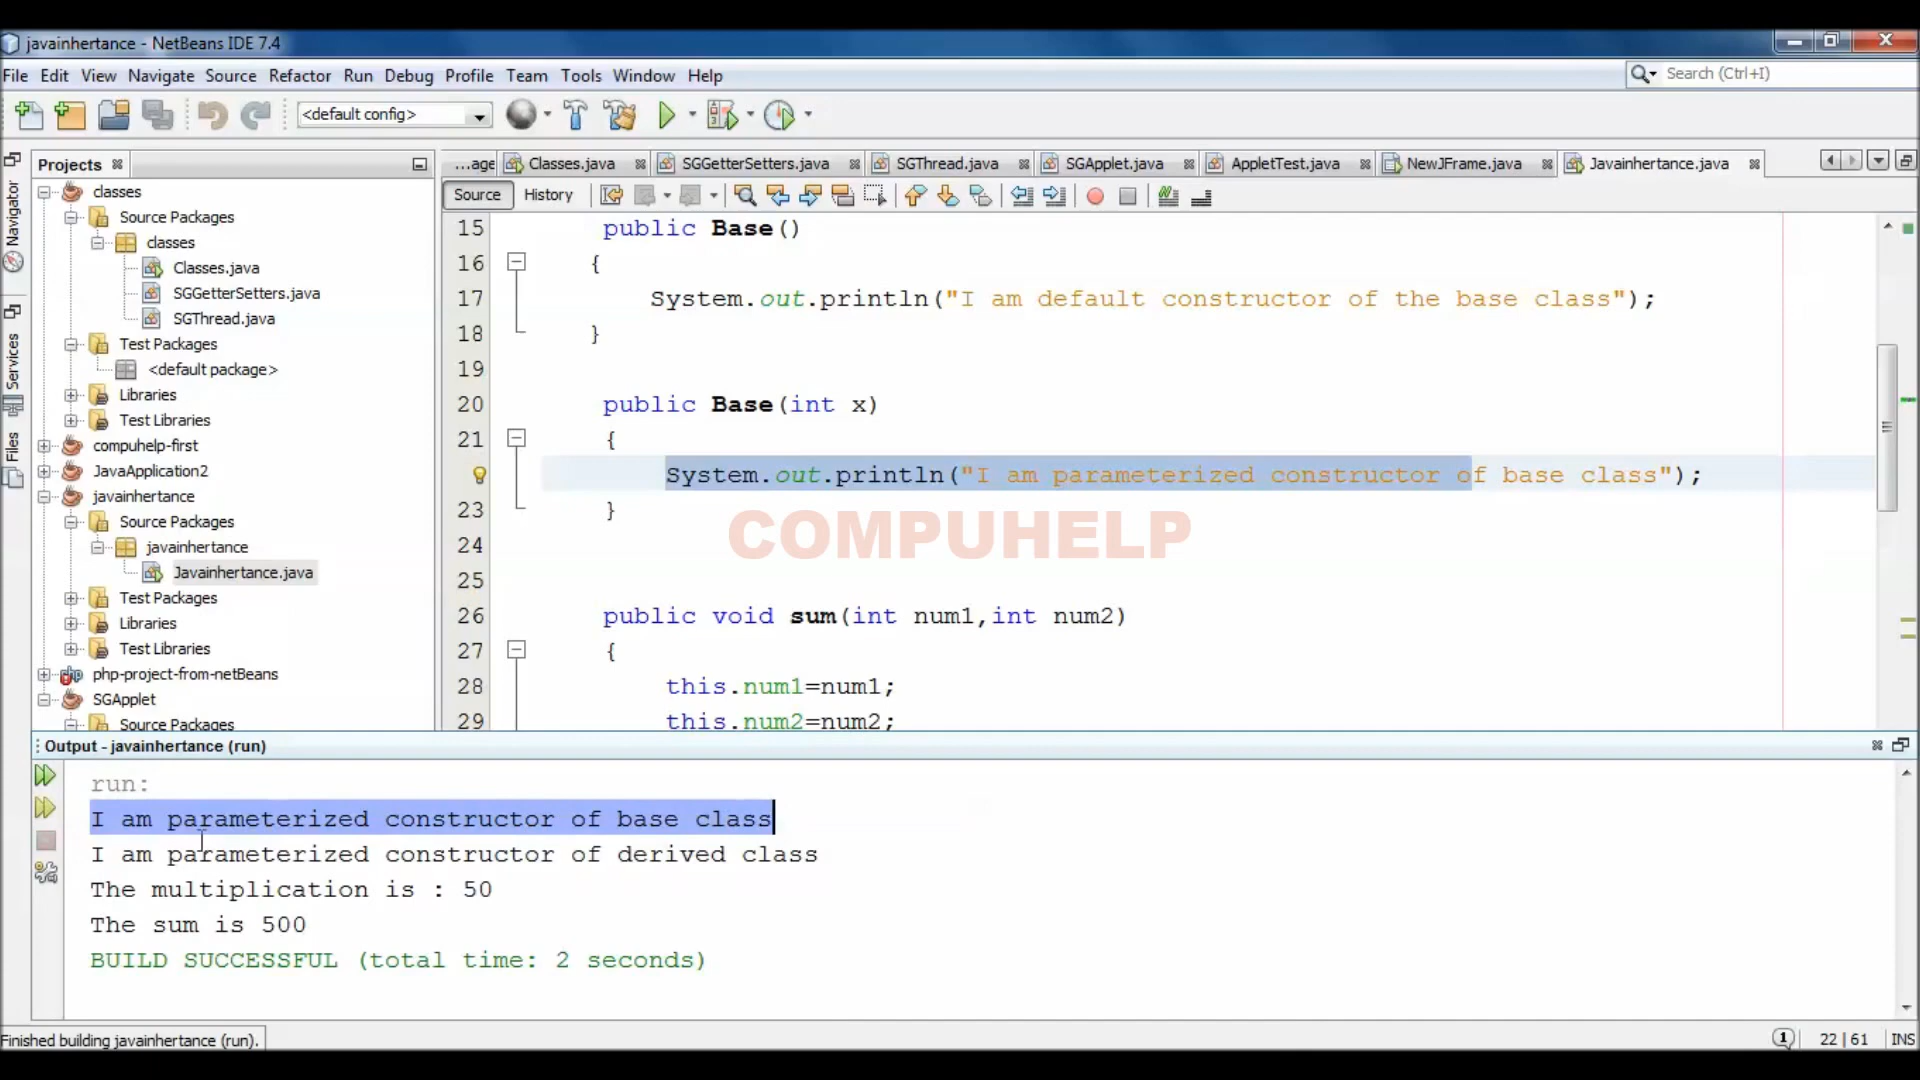 javainhertance - NetBeans IDE 7.4
File Edit View Navigate Source Refactor Run Debug Profile Team Tools Window Help
Search (Ctrl+I)
<default config>
Projects
...age Classes.java SGGetterSetters.java SGThread.java SGApplet.java AppletTest.java NewJFrame.java Javainhertance.java
Source History
Navigator
Services
Files
classes
Source Packages
classes
Classes.java
SGGetterSetters.java
SGThread.java
Test Packages
<default package>
Libraries
Test Libraries
compuhelp-first
JavaApplication2
javainhertance
Source Packages
javainhertance
Javainhertance.java
Test Packages
Libraries
Test Libraries
php-project-from-netBeans
SGApplet
Source Packages
15 public Base()
16 {
17 System.out.println("I am default constructor of the base class");
18 }
19
20 public Base(int x)
21 {
System.out.println("I am parameterized constructor of base class");
23 }
COMPUHELP
24
25
26 public void sum(int num1,int num2)
27 {
28 this.num1=num1;
29 this.num2=num2;
Output - javainhertance (run)
run:
I am parameterized constructor of base class
I am parameterized constructor of derived class
The multiplication is : 50
The sum is 500
BUILD SUCCESSFUL (total time: 2 seconds)
Finished building javainhertance (run).
1 22 | 61 INS